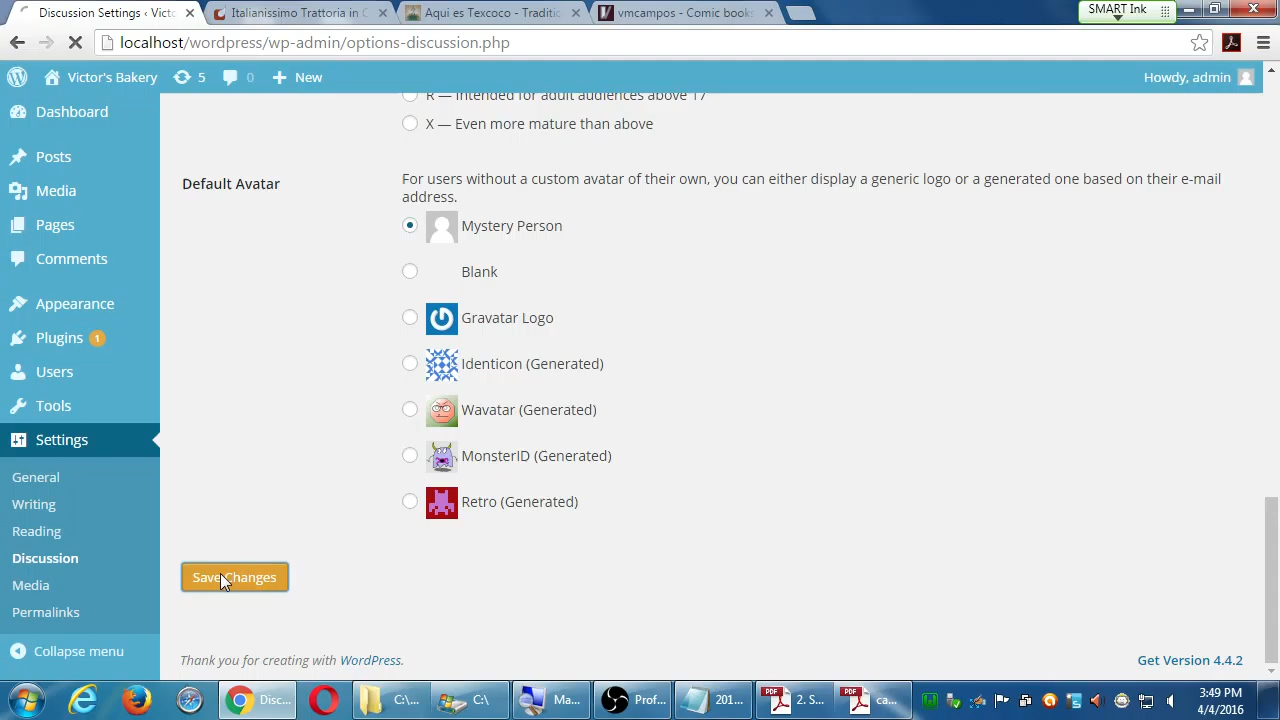 Discussion Settings ‹ Victo
Italianissimo Trattoria in C
Aqui es Texcoco - Traditio
vmcampos - Comic books
SMART Ink
localhost/wordpress/wp-admin/options-discussion.php
Victor's Bakery
5
0
New
Howdy, admin
Dashboard
Posts
Media
Pages
Comments
Appearance
Plugins 1
Users
Tools
Settings
General
Writing
Reading
Discussion
Media
Permalinks
Collapse menu
R — Intended for adult audiences above 17
X — Even more mature than above
Default Avatar
For users without a custom avatar of their own, you can either display a generic logo or a generated one based on their e-mail
address.
Mystery Person
Blank
Gravatar Logo
Identicon (Generated)
Wavatar (Generated)
MonsterID (Generated)
Retro (Generated)
Save Changes
Thank you for creating with WordPress.
Get Version 4.4.2
Disc...
C:\...
C:\
Ma...
Prof...
201...
PDF
2. S...
PDF
ca...
3:49 PM
4/4/2016